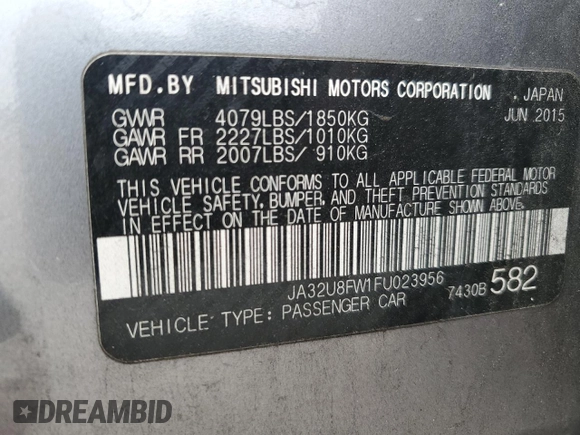 MFD.BY MITSUBISHI MOTORS CORPORATION . JAPAN
GVWR 4079LBS/1850KG JUN 2015
GAWR FR 2227LBS/1010KG
GAWR RR 2007LBS/ 910KG
THIS VEHICLE CONFORMS TO ALL APPLICABLE FEDERAL MOTOR
VEHICLE SAFETY, BUMPER, AND THEFT PREVENTION STANDARDS
IN EFFECT ON THE DATE OF MANUFACTURE SHOWN ABOVE.
JA32U8FW1FU023956
7430B 582
VEHICLE TYPE: PASSENGER CAR
DREAMBID